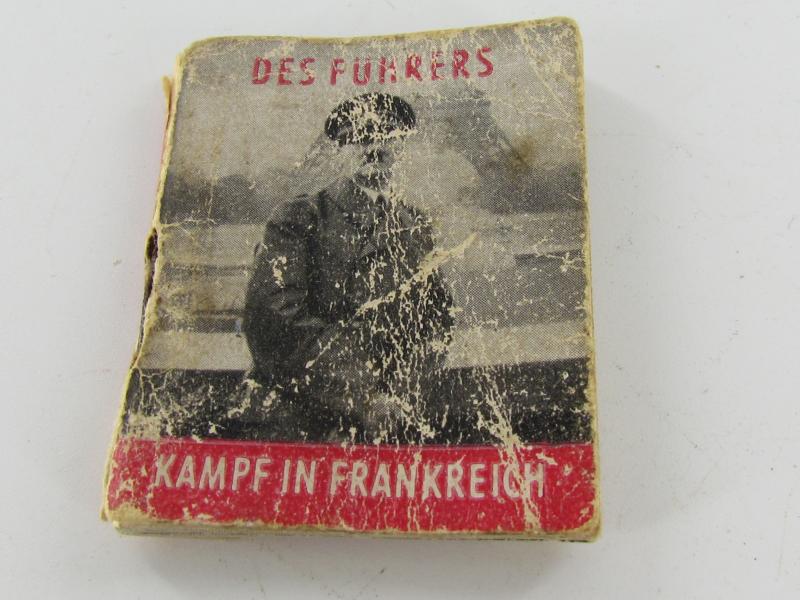 DES FÜHRERS
KAMPF IN FRANKREICH